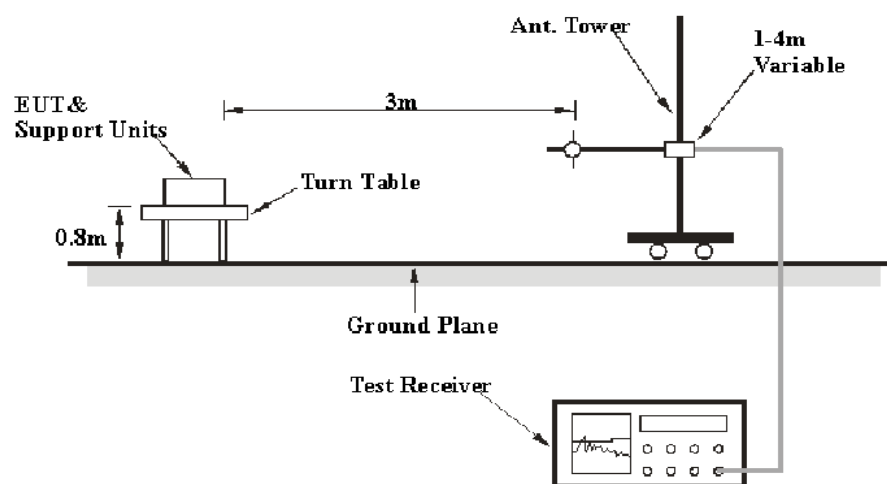 Ant. Tower
1-4m
Variable
3m
EUT&
Support Units
Turn Table
0.8m
Ground Plane
Test Receiver